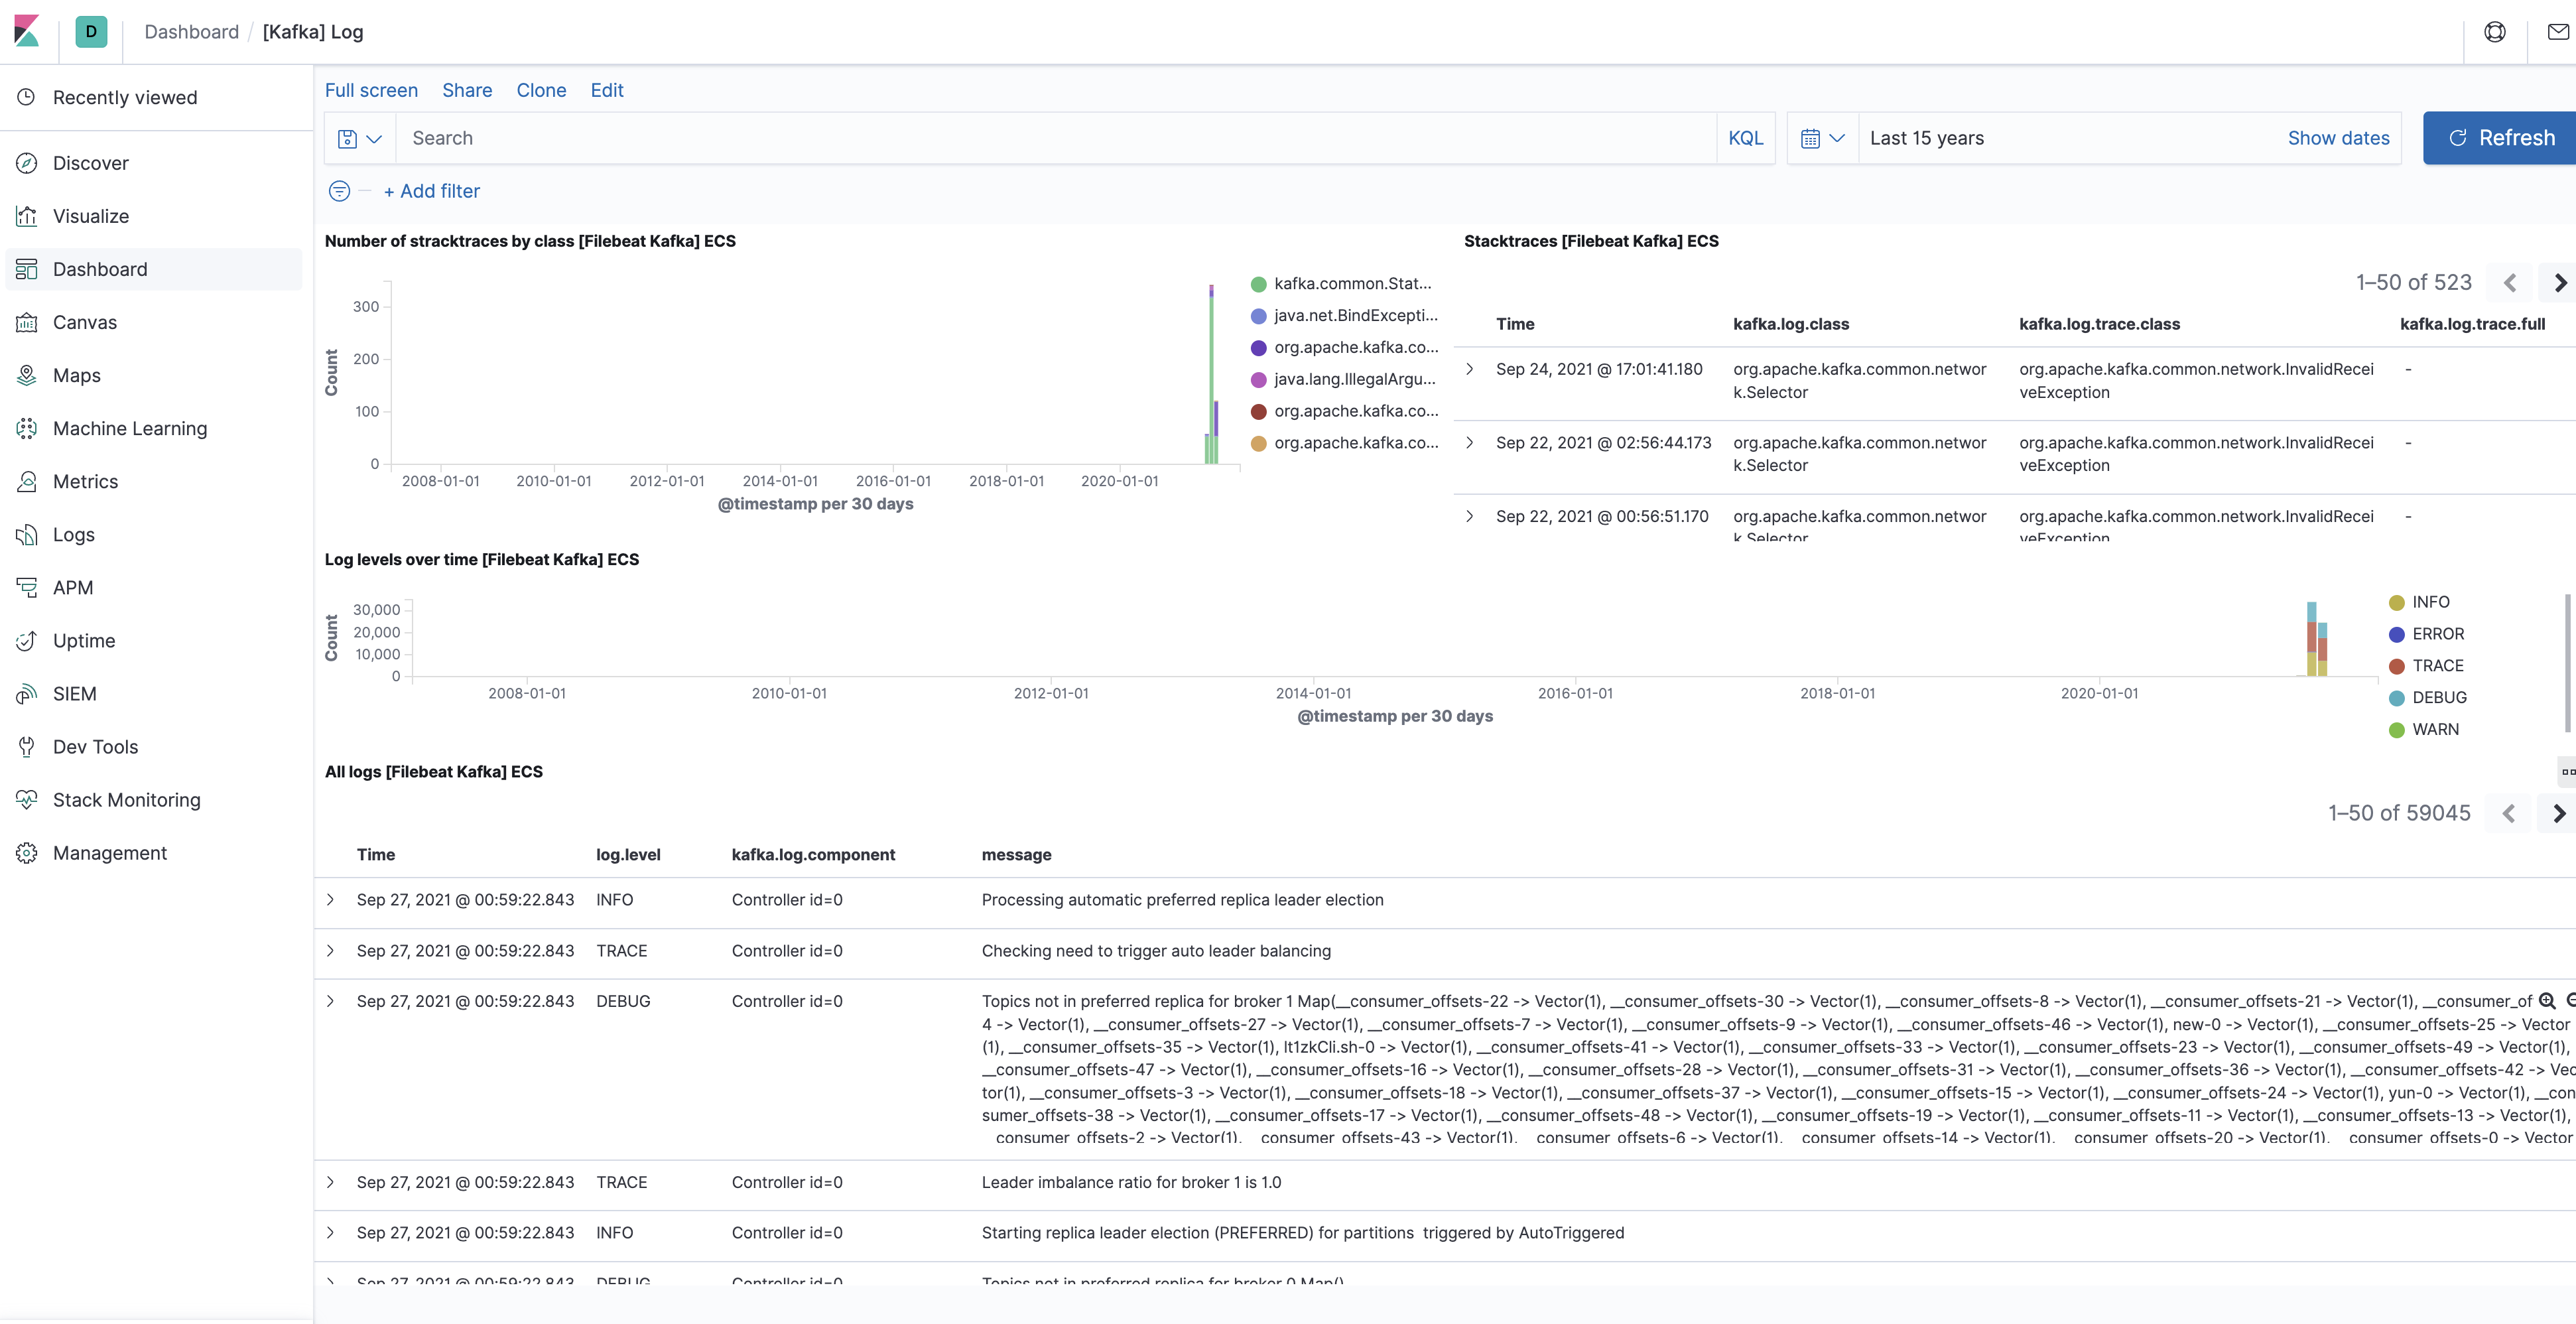 D
Dashboard / [Kafka] Log
Recently viewed
Discover
Visualize
Dashboard
Canvas
Maps
Machine Learning
Metrics
Logs
APM
Uptime
SIEM
Dev Tools
Stack Monitoring
Management
Full screen Share Clone Edit
Search KQL Last 15 years Show dates Refresh
+ Add filter
Number of stracktraces by class [Filebeat Kafka] ECS
Count
300
200
100
0
2008-01-01 2010-01-01 2012-01-01 2014-01-01 2016-01-01 2018-01-01 2020-01-01
@timestamp per 30 days
kafka.common.Stat...
java.net.BindExcepti...
org.apache.kafka.co...
java.lang.IllegalArgu...
org.apache.kafka.co...
org.apache.kafka.co...
Stacktraces [Filebeat Kafka] ECS
1–50 of 523
Time kafka.log.class kafka.log.trace.class kafka.log.trace.full
Sep 24, 2021 @ 17:01:41.180 org.apache.kafka.common.networ org.apache.kafka.common.network.InvalidRecei -
k.Selector veException
Sep 22, 2021 @ 02:56:44.173 org.apache.kafka.common.networ org.apache.kafka.common.network.InvalidRecei -
k.Selector veException
Sep 22, 2021 @ 00:56:51.170 org.apache.kafka.common.networ org.apache.kafka.common.network.InvalidRecei -
k.Selector veException
Log levels over time [Filebeat Kafka] ECS
Count
30,000
20,000
10,000
0
2008-01-01 2010-01-01 2012-01-01 2014-01-01 2016-01-01 2018-01-01 2020-01-01
@timestamp per 30 days
INFO
ERROR
TRACE
DEBUG
WARN
All logs [Filebeat Kafka] ECS
1–50 of 59045
Time log.level kafka.log.component message
Sep 27, 2021 @ 00:59:22.843 INFO Controller id=0 Processing automatic preferred replica leader election
Sep 27, 2021 @ 00:59:22.843 TRACE Controller id=0 Checking need to trigger auto leader balancing
Sep 27, 2021 @ 00:59:22.843 DEBUG Controller id=0 Topics not in preferred replica for broker 1 Map(__consumer_offsets-22 -> Vector(1), __consumer_offsets-30 -> Vector(1), __consumer_offsets-8 -> Vector(1), __consumer_offsets-21 -> Vector(1), __consumer_of
4 -> Vector(1), __consumer_offsets-27 -> Vector(1), __consumer_offsets-7 -> Vector(1), __consumer_offsets-9 -> Vector(1), __consumer_offsets-46 -> Vector(1), new-0 -> Vector(1), __consumer_offsets-25 -> Vector
(1), __consumer_offsets-35 -> Vector(1), lt1zkCli.sh-0 -> Vector(1), __consumer_offsets-41 -> Vector(1), __consumer_offsets-33 -> Vector(1), __consumer_offsets-23 -> Vector(1), __consumer_offsets-49 -> Vector(1),
__consumer_offsets-47 -> Vector(1), __consumer_offsets-16 -> Vector(1), __consumer_offsets-28 -> Vector(1), __consumer_offsets-31 -> Vector(1), __consumer_offsets-36 -> Vector(1), __consumer_offsets-42 -> Vec
tor(1), __consumer_offsets-3 -> Vector(1), __consumer_offsets-18 -> Vector(1), __consumer_offsets-37 -> Vector(1), __consumer_offsets-15 -> Vector(1), __consumer_offsets-24 -> Vector(1), yun-0 -> Vector(1), __con
sumer_offsets-38 -> Vector(1), __consumer_offsets-17 -> Vector(1), __consumer_offsets-48 -> Vector(1), __consumer_offsets-19 -> Vector(1), __consumer_offsets-11 -> Vector(1), __consumer_offsets-13 -> Vector(1),
__consumer_offsets-2 -> Vector(1), __consumer_offsets-43 -> Vector(1), __consumer_offsets-6 -> Vector(1), __consumer_offsets-14 -> Vector(1), __consumer_offsets-20 -> Vector(1), __consumer_offsets-0 -> Vector
Sep 27, 2021 @ 00:59:22.843 TRACE Controller id=0 Leader imbalance ratio for broker 1 is 1.0
Sep 27, 2021 @ 00:59:22.843 INFO Controller id=0 Starting replica leader election (PREFERRED) for partitions  triggered by AutoTriggered
Sep 27, 2021 @ 00:59:22.843 DEBUG Controller id=0 Topics not in preferred replica for broker 0 Map()